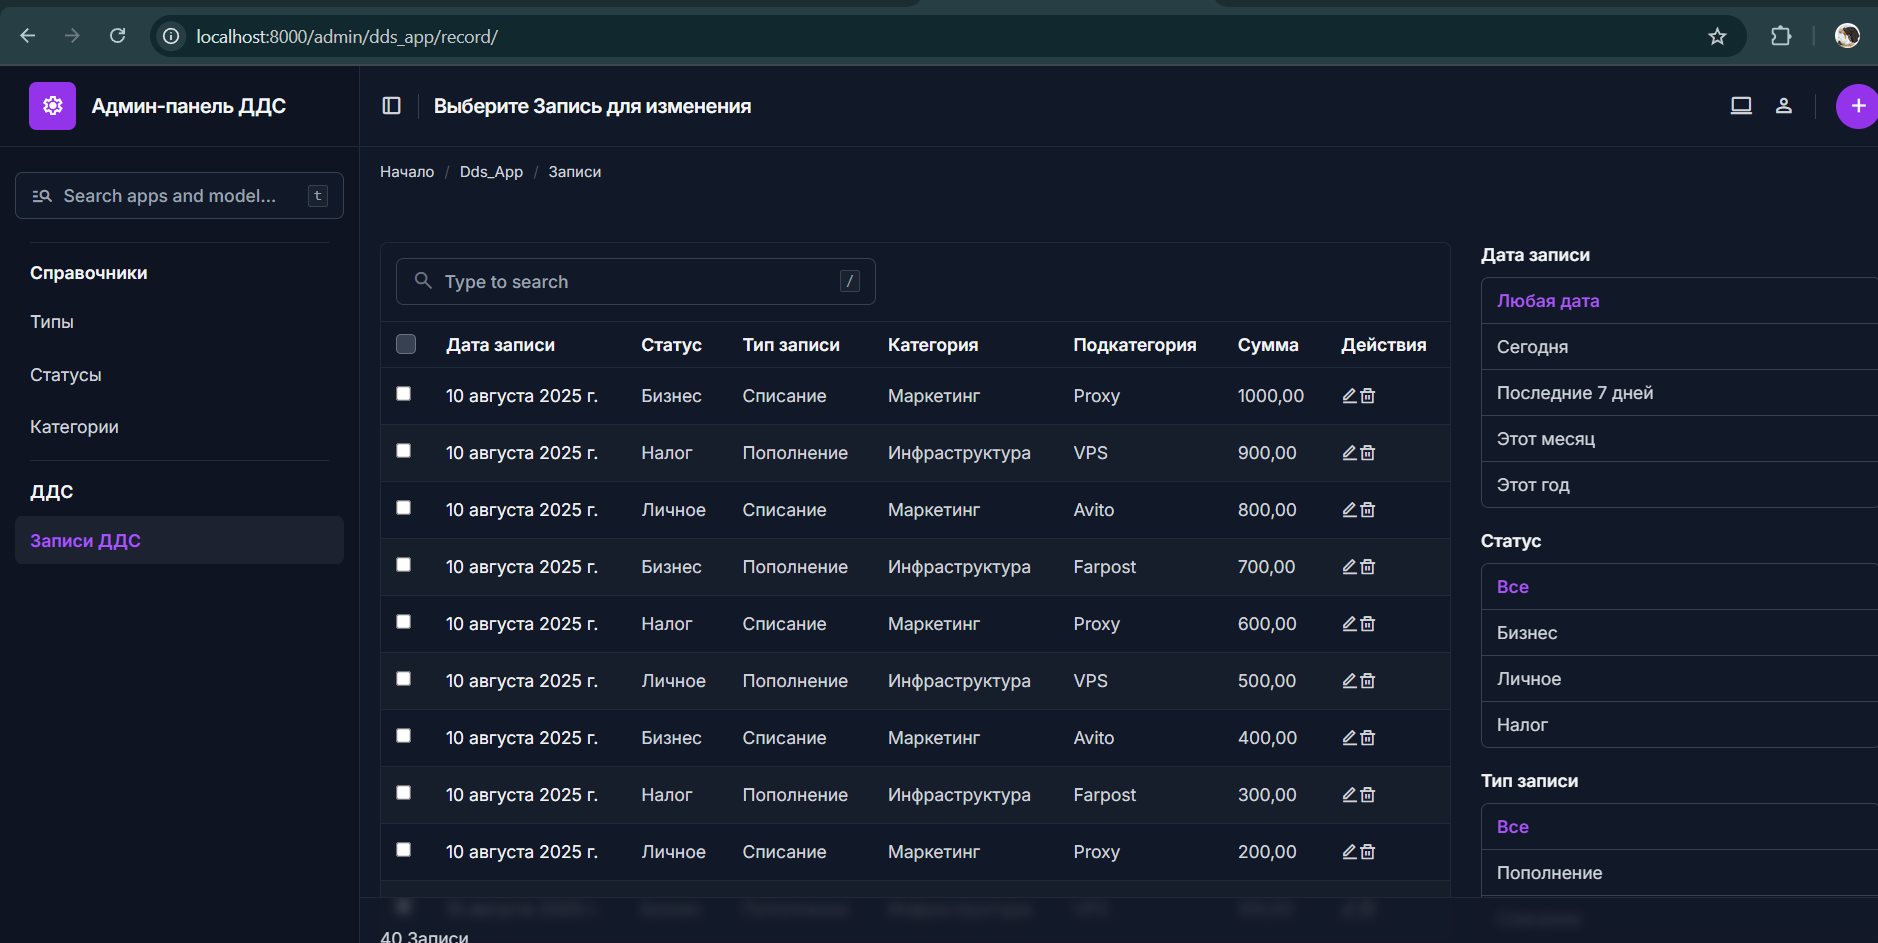 localhost:8000/admin/dds_app/record/
Админ-панель ДДС
Выберите Запись для изменения
Search apps and model... t
Начало / Dds_App / Записи
Справочники
Типы
Статусы
Категории
ДДС
Записи ДДС
Type to search /
Дата записи Статус Тип записи Категория Подкатегория Сумма Действия
10 августа 2025 г. Бизнес Списание Маркетинг Proxy 1000,00
10 августа 2025 г. Налог Пополнение Инфраструктура VPS 900,00
10 августа 2025 г. Личное Списание Маркетинг Avito 800,00
10 августа 2025 г. Бизнес Пополнение Инфраструктура Farpost 700,00
10 августа 2025 г. Налог Списание Маркетинг Proxy 600,00
10 августа 2025 г. Личное Пополнение Инфраструктура VPS 500,00
10 августа 2025 г. Бизнес Списание Маркетинг Avito 400,00
10 августа 2025 г. Налог Пополнение Инфраструктура Farpost 300,00
10 августа 2025 г. Личное Списание Маркетинг Proxy 200,00
40 Записи
Дата записи
Любая дата
Сегодня
Последние 7 дней
Этот месяц
Этот год
Статус
Все
Бизнес
Личное
Налог
Тип записи
Все
Пополнение